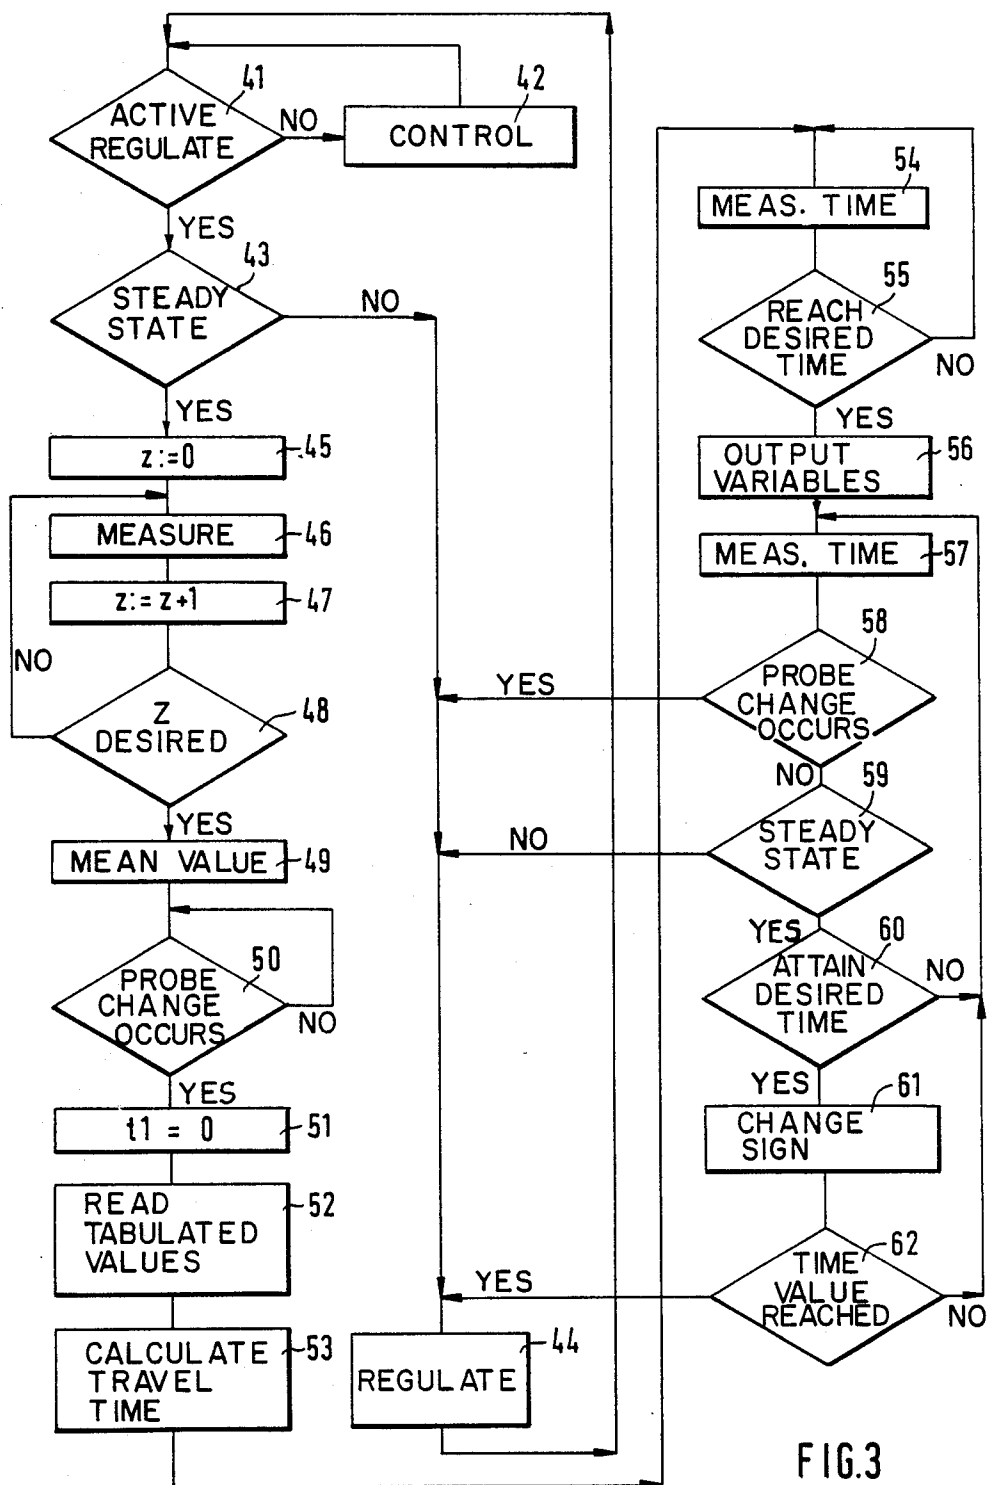 41
ACTIVE
REGULATE
NO
42
CONTROL
YES
43
STEADY
STATE
NO
YES
z:=0
45
MEASURE
46
z:=z+1
47
NO
Z
DESIRED
48
YES
MEAN VALUE
49
PROBE
CHANGE
OCCURS
50
NO
YES
t1 = 0
51
READ
TABULATED
VALUES
52
CALCULATE
TRAVEL
TIME
53
REGULATE
44
54
MEAS. TIME
55
REACH
DESIRED
TIME
NO
YES
OUTPUT
VARIABLES
56
MEAS. TIME
57
58
PROBE
CHANGE
OCCURS
YES
NO
59
STEADY
STATE
NO
YES
60
ATTAIN
DESIRED
TIME
NO
YES
61
CHANGE
SIGN
62
TIME
VALUE
REACHED
YES
NO
FIG.3